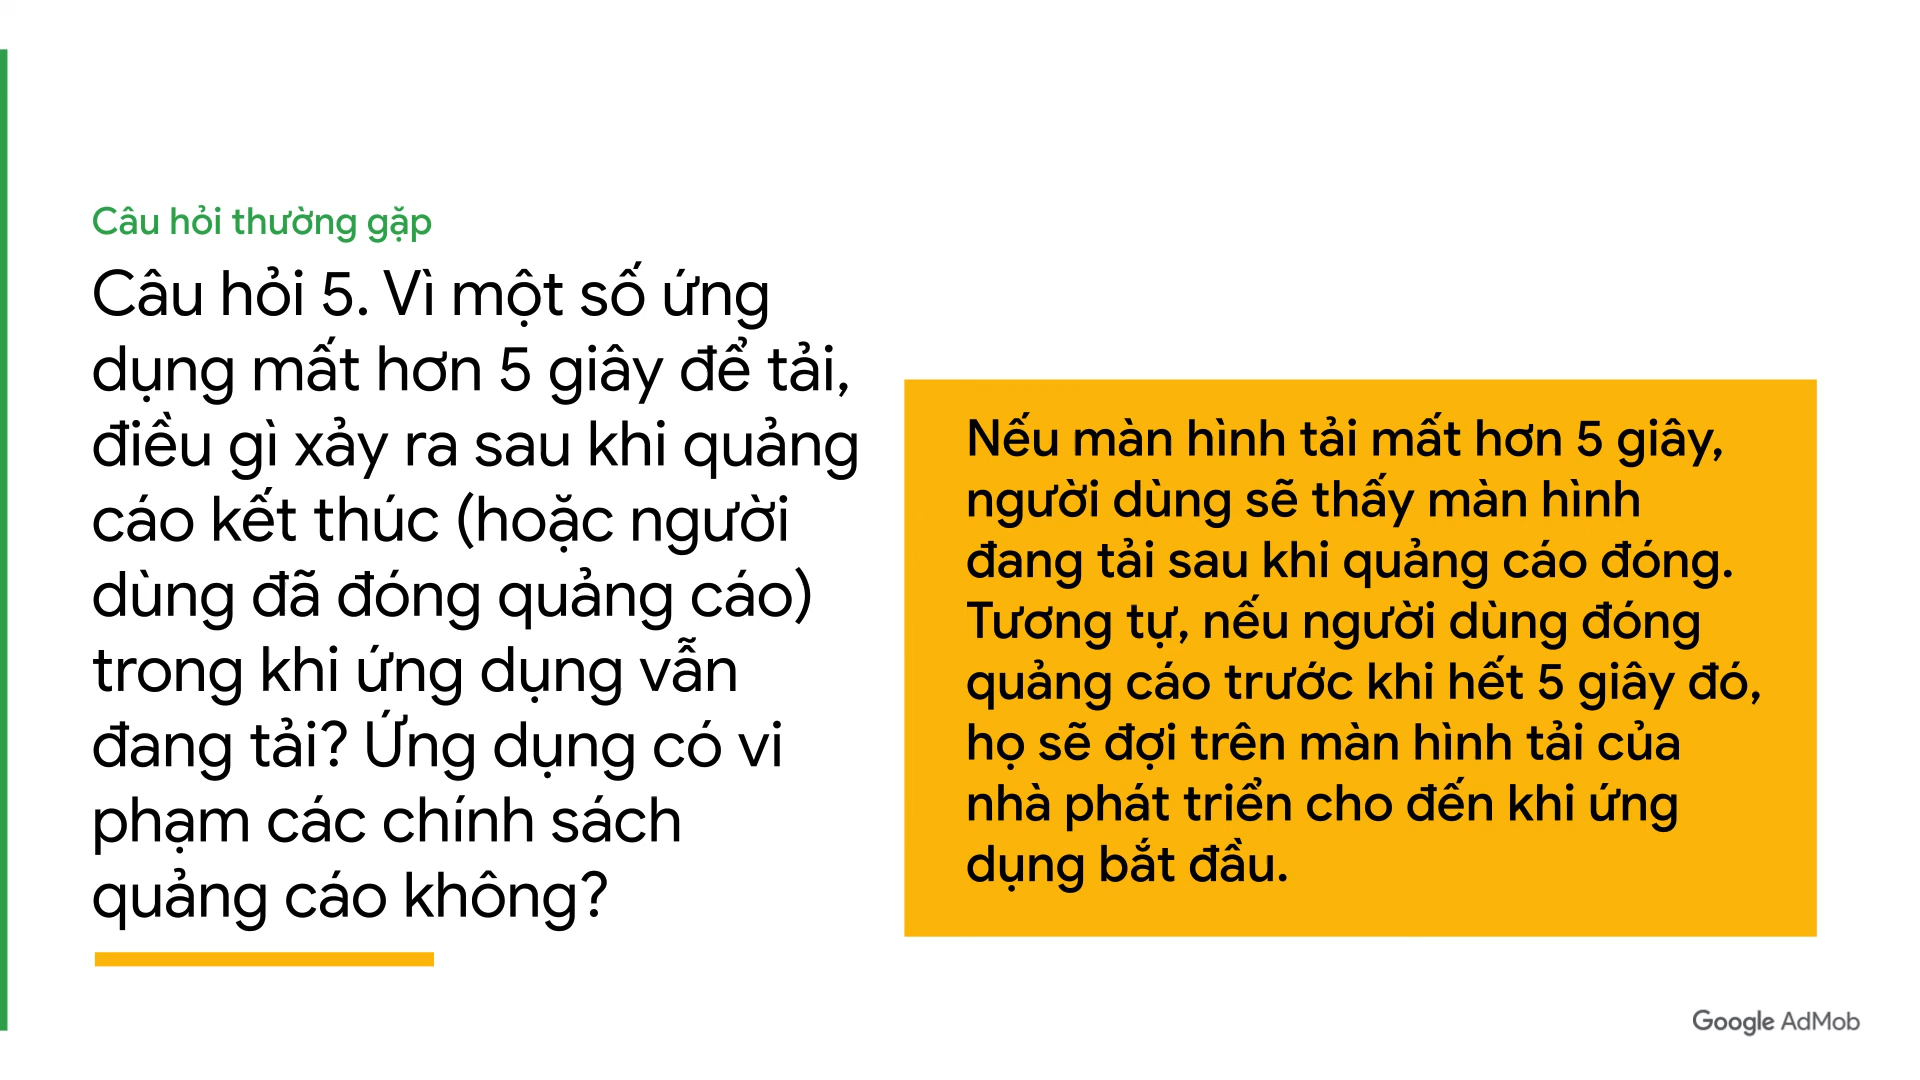 Câu hỏi thường gặp
Câu hỏi 5. Vì một số ứng
dụng mất hơn 5 giây để tải,
điều gì xảy ra sau khi quảng
cáo kết thúc (hoặc người
dùng đã đóng quảng cáo)
trong khi ứng dụng vẫn
đang tải? Ứng dụng có vi
phạm các chính sách
quảng cáo không?
Nếu màn hình tải mất hơn 5 giây,
người dùng sẽ thấy màn hình
đang tải sau khi quảng cáo đóng.
Tương tự, nếu người dùng đóng
quảng cáo trước khi hết 5 giây đó,
họ sẽ đợi trên màn hình tải của
nhà phát triển cho đến khi ứng
dụng bắt đầu.
Google AdMob